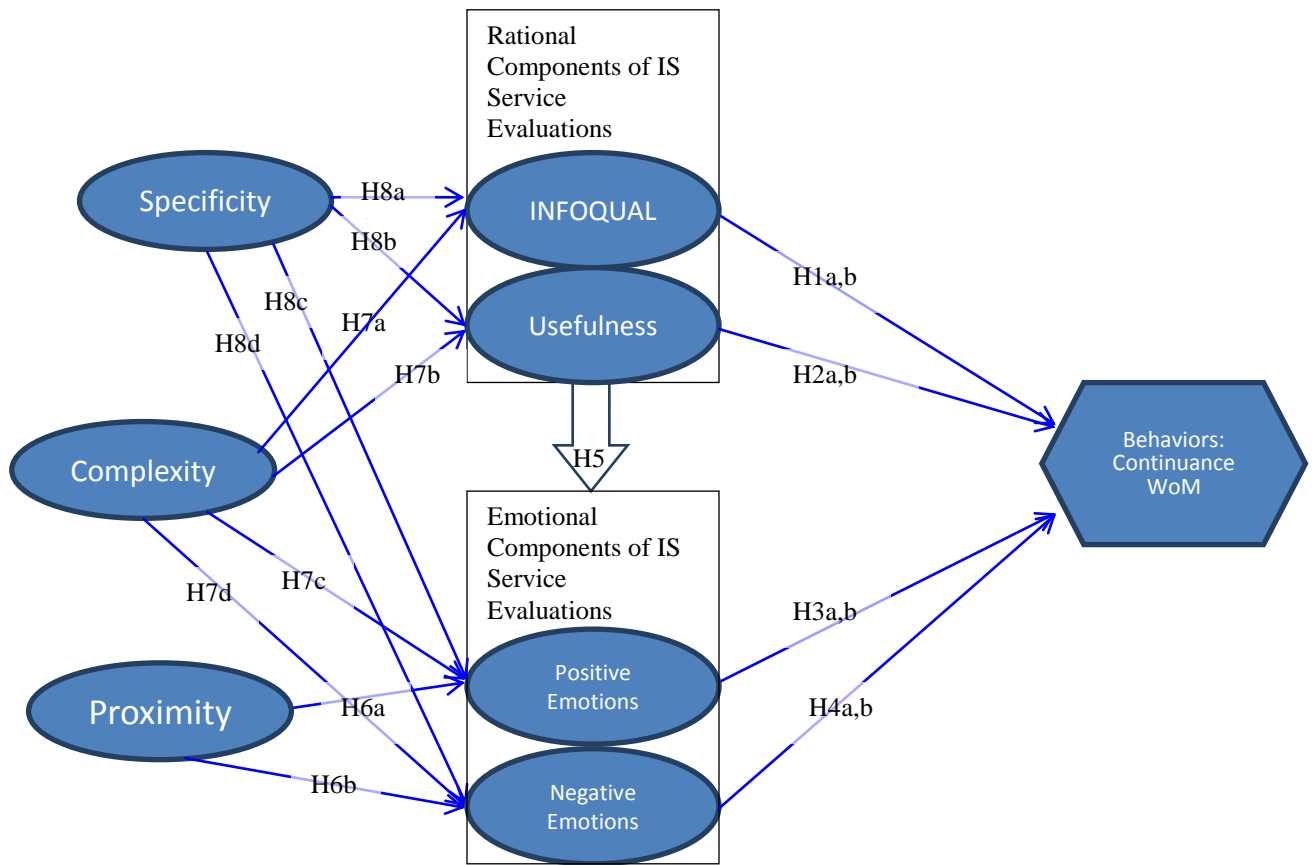 Rational
Components of IS
Service
Evaluations
Specificity
H8a
INFOQUAL
H8b
H1a,b
H8c
H7a
Usefulness
H8d
H7b
H2a,b
Behaviors:
Continuance
WoM
H5
Complexity
Emotional
Components of IS
Service
Evaluations
H7c
H7d
H3a,b
Positive
Emotions
Proximity
H6a
H4a,b
H6b
Negative
Emotions